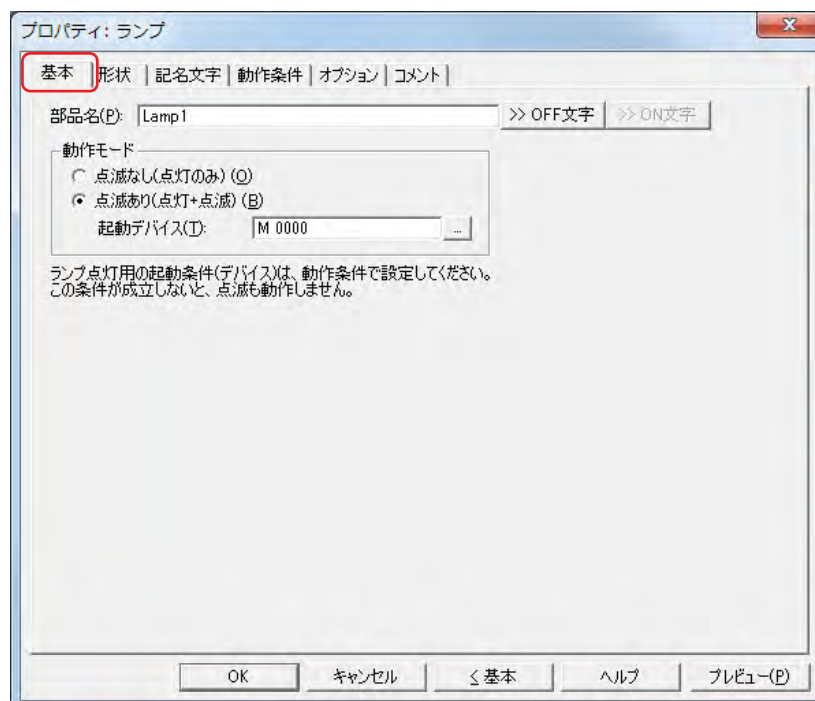 プロパティ: ランプ
基本 形状 記名文字 動作条件 オプション コメント
部品名(P): Lamp1 >> OFF文字 >> ON文字
動作モード
点滅なし(点灯のみ) (O)
点滅あり(点灯+点滅) (B)
起動デバイス(T): M 0000 ...
ランプ点灯用の起動条件(デバイス)は、動作条件で設定してください。
この条件が成立しないと、点滅も動作しません。
OK キャンセル < 基本 ヘルプ プレビュー(P)